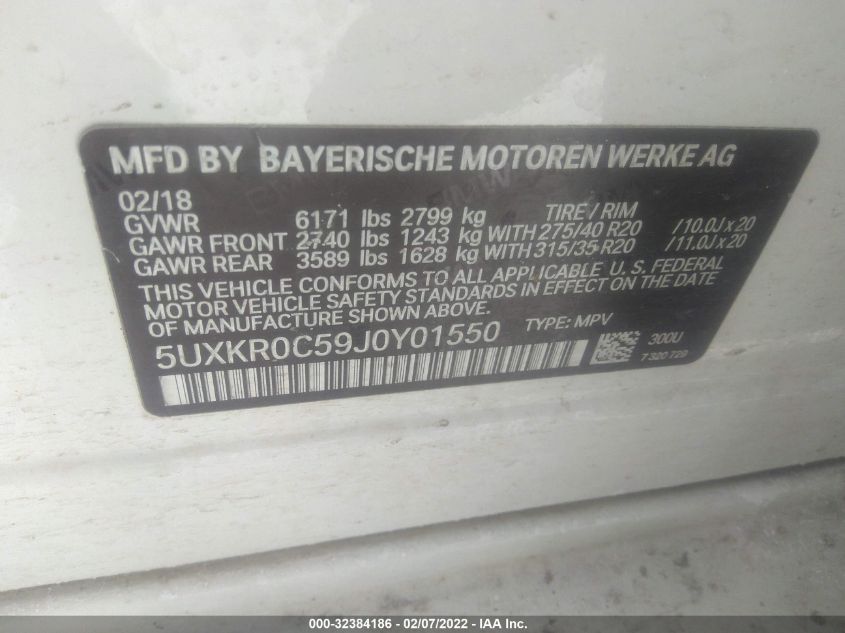 MFD BY BAYERISCHE MOTOREN WERKE AG
02/18
GVWR 6171 lbs 2799 kg TIRE / RIM
GAWR FRONT 2740 lbs 1243 kg WITH 275/40 R20 / 10.0J x 20
GAWR REAR 3589 lbs 1628 kg WITH 315/35 R20 / 11.0J x 20
THIS VEHICLE CONFORMS TO ALL APPLICABLE U. S. FEDERAL
MOTOR VEHICLE SAFETY STANDARDS IN EFFECT ON THE DATE
OF MANUFACTURE SHOWN ABOVE.
5UXKR0C59J0Y01550 TYPE: MPV 300U
7 320 729
000-32384186 - 02/07/2022 - IAAI.com